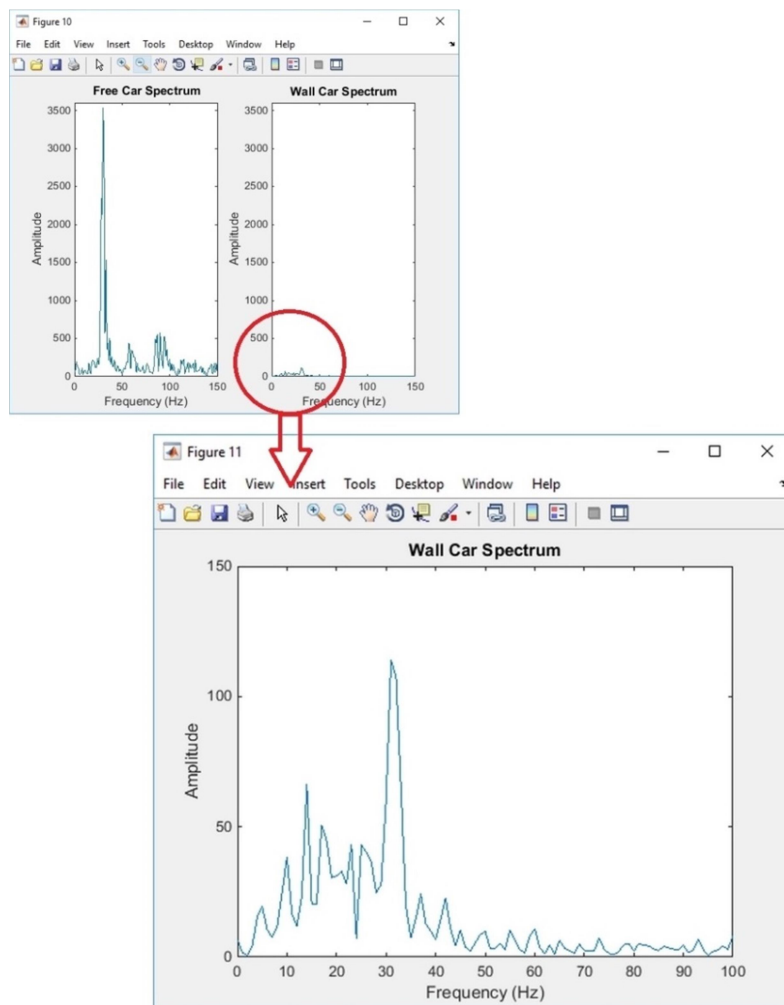 Figure 10
File Edit View Insert Tools Desktop Window Help
Free Car Spectrum
3500
3000
2500
2000
1500
1000
500
0
Amplitude
0 50 100 150
Frequency (Hz)
Wall Car Spectrum
3500
3000
2500
2000
1500
1000
500
0
Amplitude
0 50 100 150
Frequency (Hz)
Figure 11
File Edit View Insert Tools Desktop Window Help
Wall Car Spectrum
150
100
50
0
Amplitude
0 10 20 30 40 50 60 70 80 90 100
Frequency (Hz)